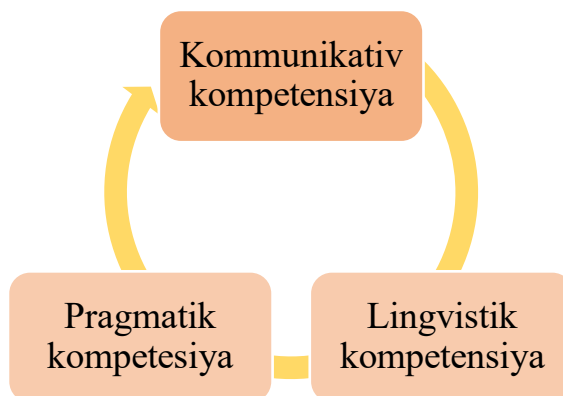 Kommunikativ
kompetensiya
Pragmatik
kompetesiya
Lingvistik
kompetensiya